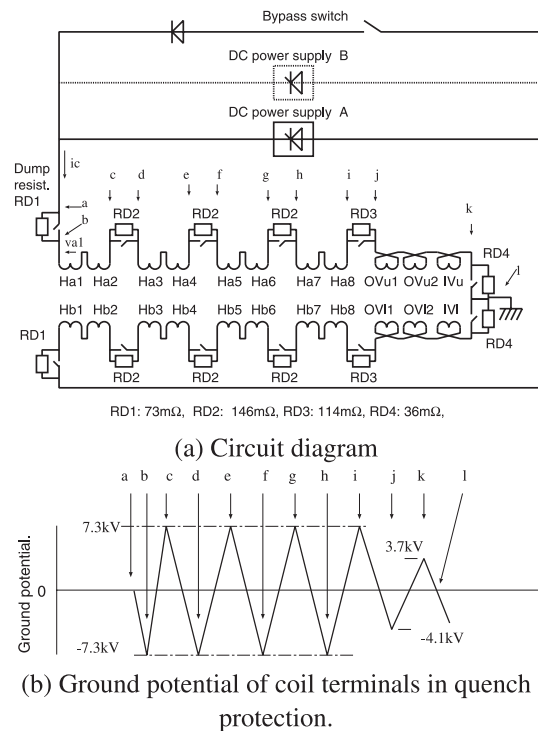 Bypass switch
DC power supply B
DC power supply A
Dump
resist.
RD1
ic
a
b
va1
c d e f g h i j
k
l
RD2 RD2 RD2 RD3
RD4
Ha1 Ha2 Ha3 Ha4 Ha5 Ha6 Ha7 Ha8 OVu1 OVu2 IVu
Hb1 Hb2 Hb3 Hb4 Hb5 Hb6 Hb7 Hb8 OVl1 OVl2 IVl
RD1
RD4
RD2 RD2 RD2 RD3
RD1: 73mΩ, RD2: 146mΩ, RD3: 114mΩ, RD4: 36mΩ,
(a) Circuit diagram
a b c d e f g h i j k l
7.3kV
3.7kV
0
-4.1kV
-7.3kV
Ground potential.
(b) Ground potential of coil terminals in quench
protection.